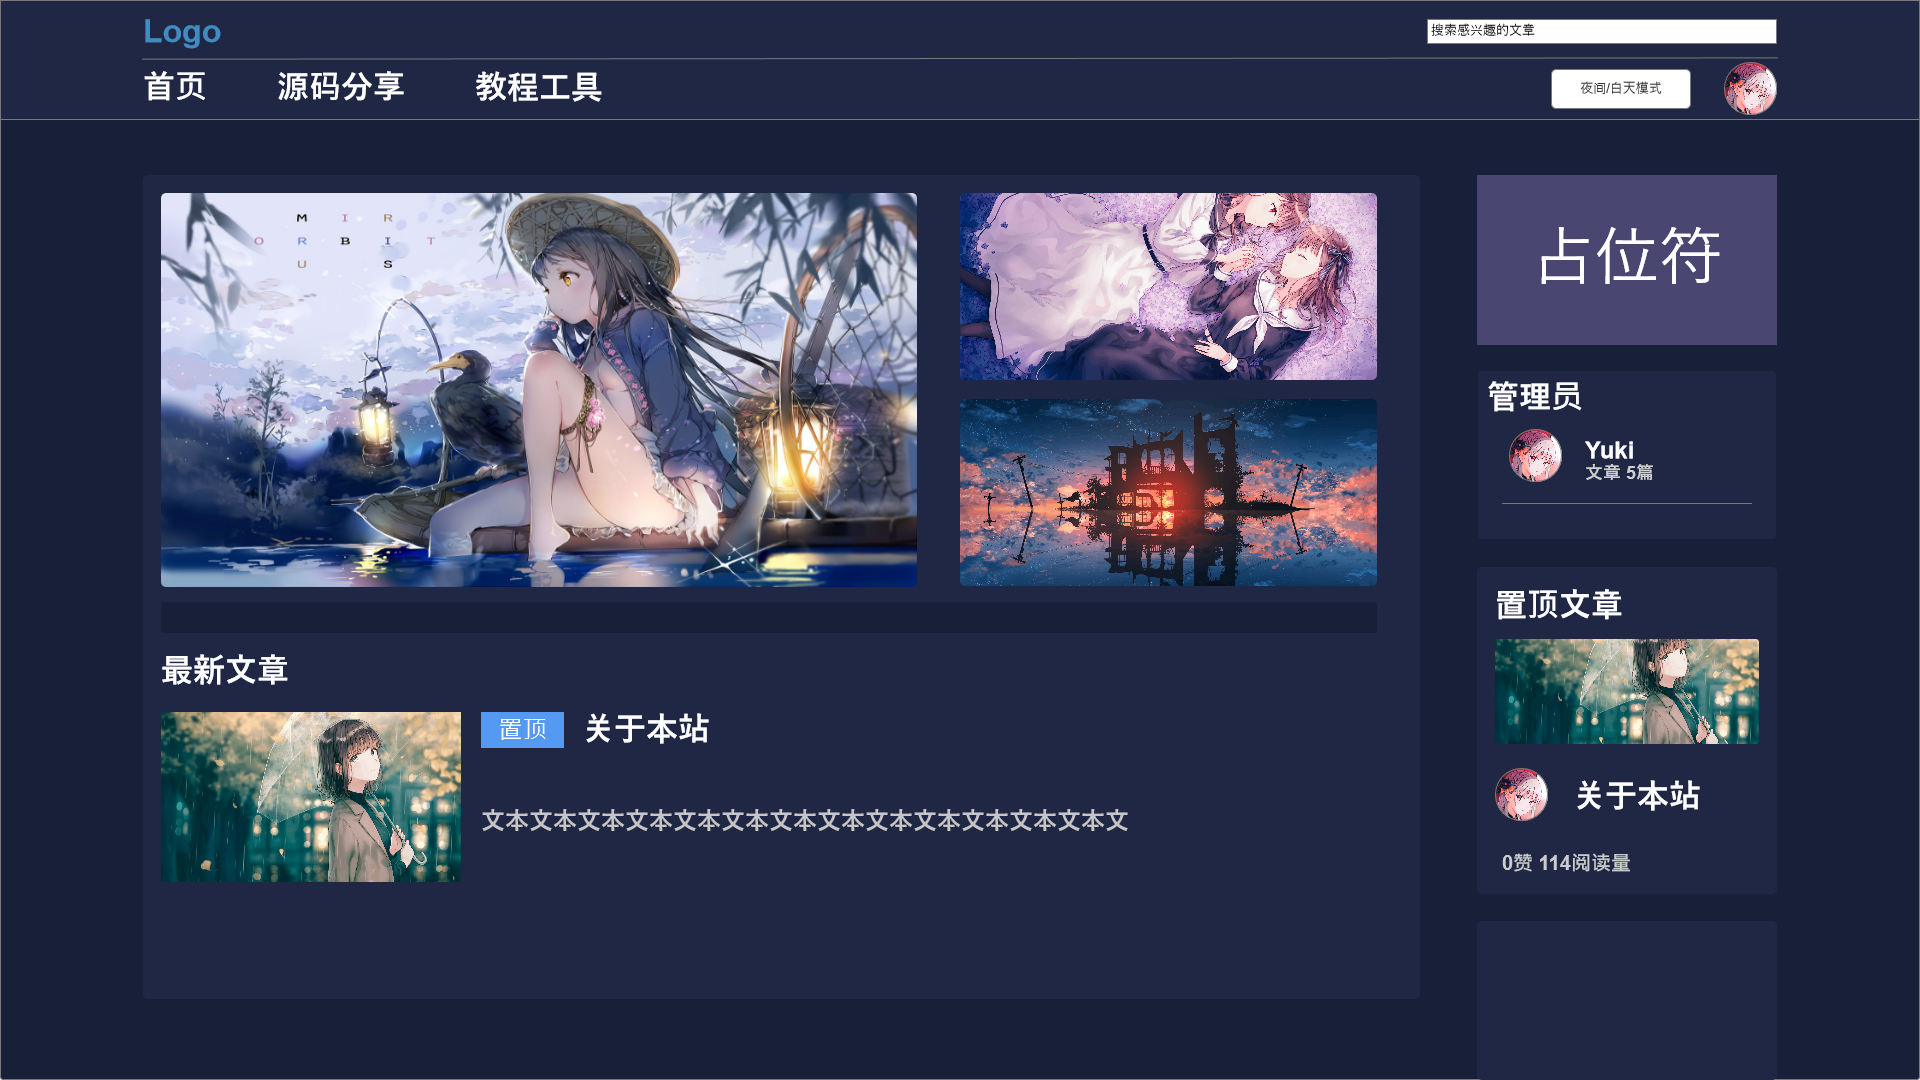 Logo
搜索感兴趣的文章
首页 源码分享 教程工具
夜间/白天模式
M I R
O R B I T
U S
占位符
管理员
Yuki
文章 5篇
置顶文章
关于本站
0赞 114阅读量
最新文章
置顶 关于本站
文本文本文本文本文本文本文本文本文本文本文本文本文本文